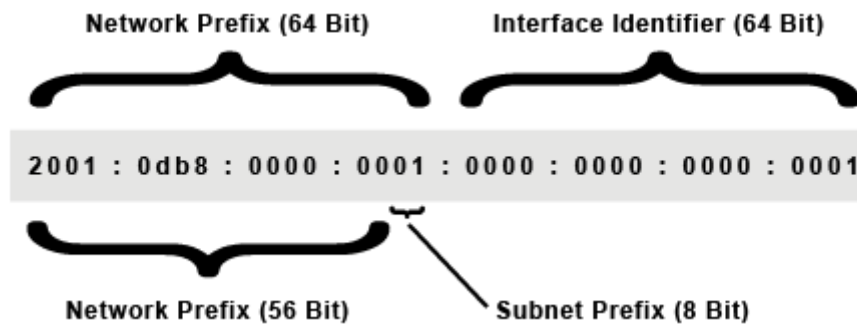 Network Prefix (64 Bit) Interface Identifier (64 Bit)
2001 : 0db8 : 0000 : 0001 : 0000 : 0000 : 0000 : 0001
Network Prefix (56 Bit) Subnet Prefix (8 Bit)